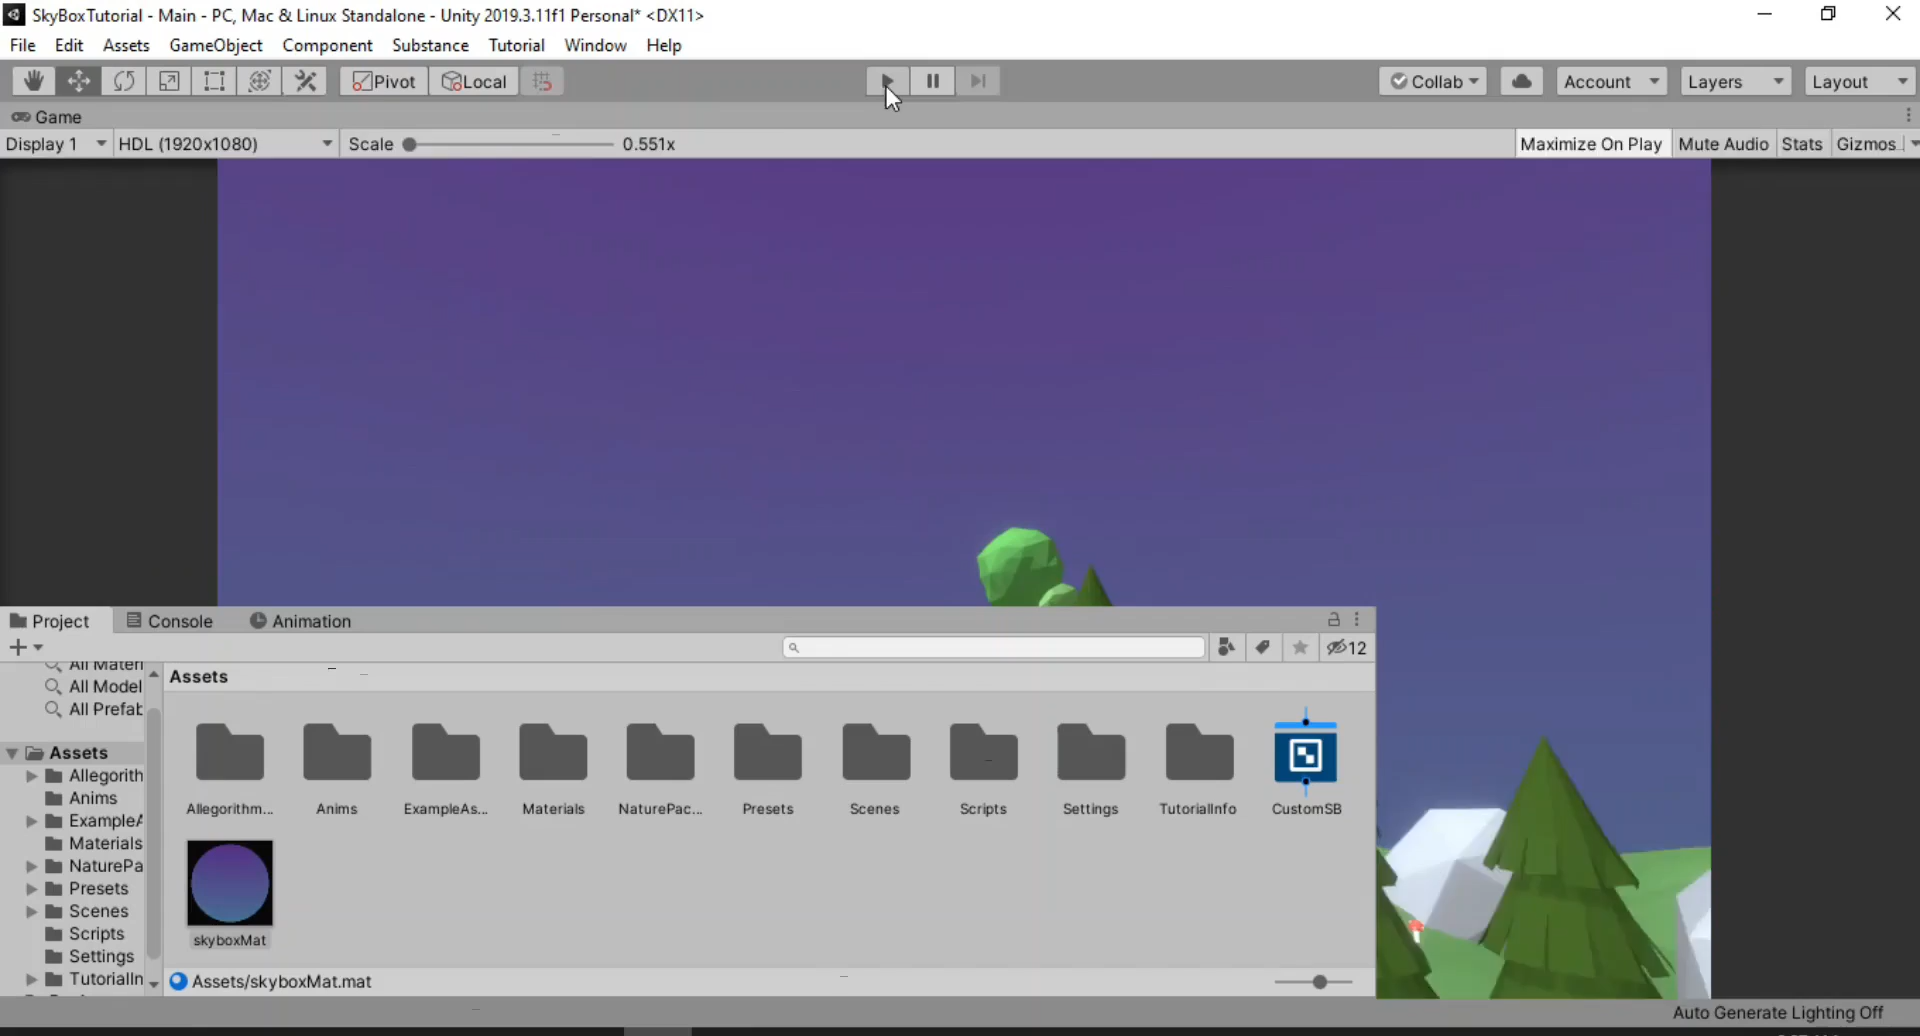 SkyBoxTutorial - Main - PC, Mac & Linux Standalone - Unity 2019.3.11f1 Personal* <DX11>
File Edit Assets GameObject Component Substance Tutorial Window Help
Pivot Local Collab Account Layers Layout
Game
Display 1 HDL (1920x1080) Scale 0.551x Maximize On Play Mute Audio Stats Gizmos
Project Console Animation
12
All Materi
All Model
All Prefab
Assets
Allegorith
Anims
ExampleA
Materials
NaturePa
Presets
Scenes
Scripts
Settings
TutorialIn
Assets
Allegorithm... Anims ExampleAs... Materials NaturePac... Presets Scenes Scripts Settings TutorialInfo CustomSB
skyboxMat
Assets/skyboxMat.mat
Auto Generate Lighting Off